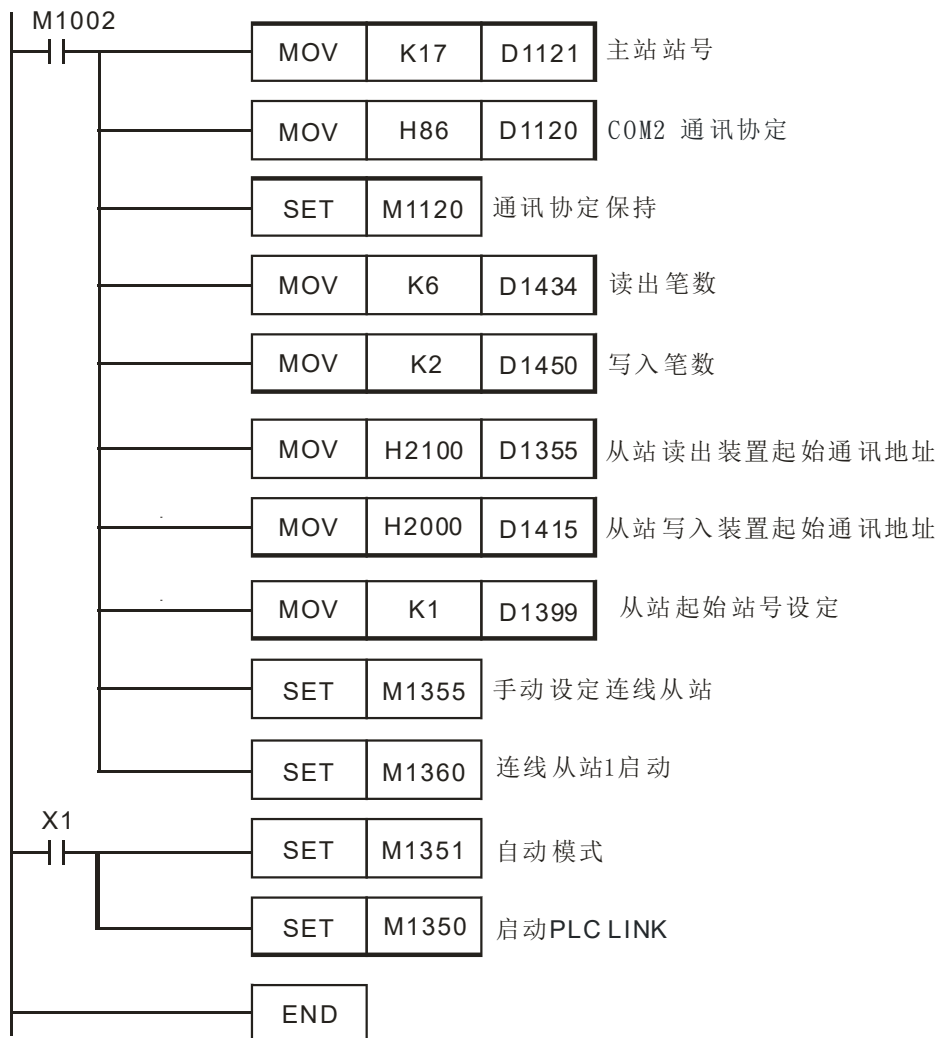 M1002
MOV K17 D1121 主站站号
MOV H86 D1120 COM2 通讯协定
SET M1120 通讯协定保持
MOV K6 D1434 读出笔数
MOV K2 D1450 写入笔数
MOV H2100 D1355 从站读出装置起始通讯地址
MOV H2000 D1415 从站写入装置起始通讯地址
MOV K1 D1399 从站起始站号设定
SET M1355 手动设定连线从站
SET M1360 连线从站1启动
X1
SET M1351 自动模式
SET M1350 启动PLC LINK
END